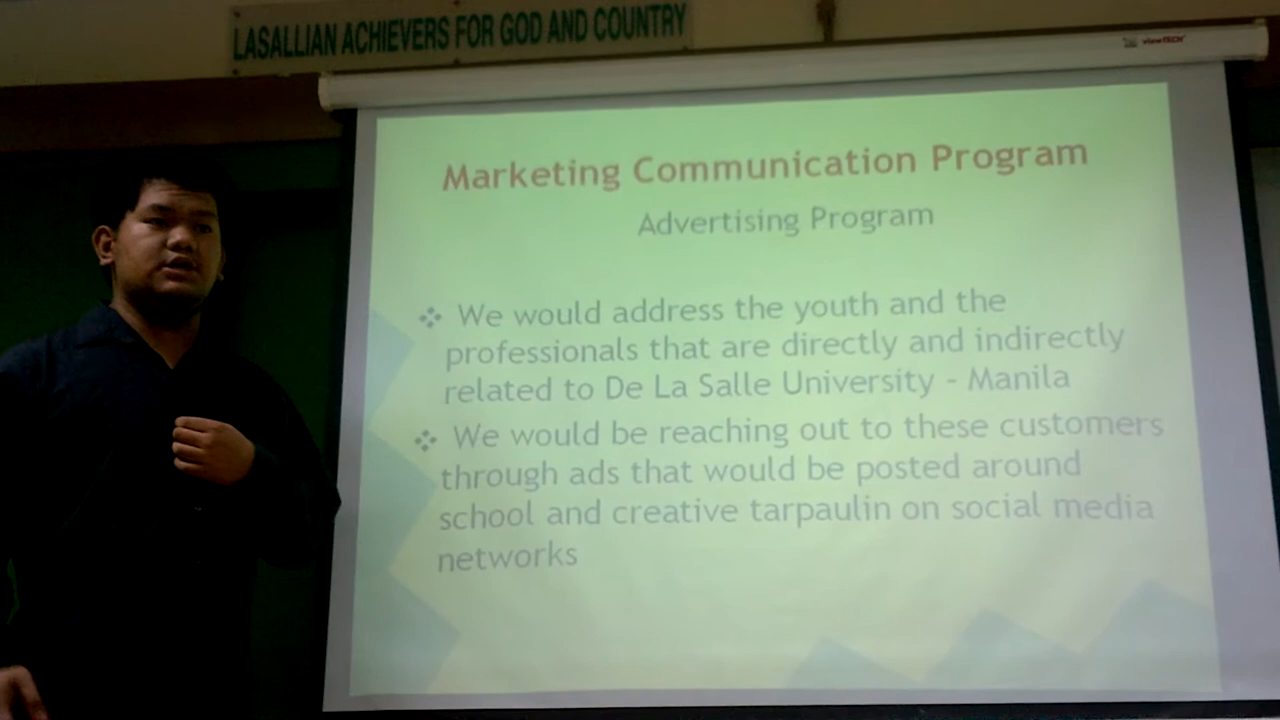 LASALLIAN ACHIEVERS FOR GOD AND COUNTRY
viewTECH
Marketing Communication Program
Advertising Program
❖ We would address the youth and the
professionals that are directly and indirectly
related to De La Salle University - Manila
❖ We would be reaching out to these customers
through ads that would be posted around
school and creative tarpaulin on social media
networks